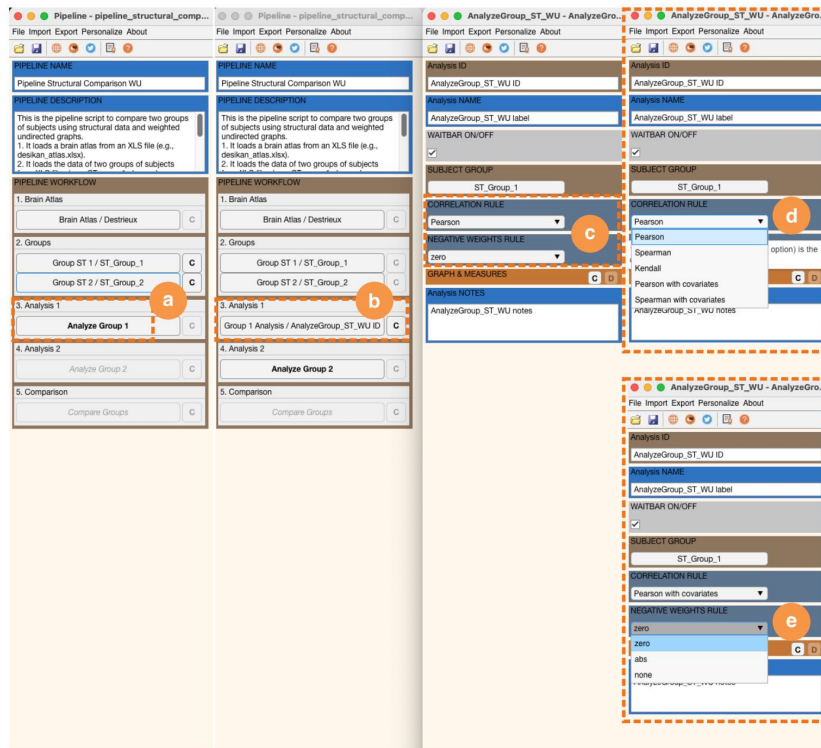 Pipeline - pipeline_structural_comp...
File Import Export Personalize About
PIPELINE NAME
Pipeline Structural Comparison WU
PIPELINE DESCRIPTION
This is the pipeline script to compare two groups
of subjects using structural data and weighted
undirected graphs.
1. It loads a brain atlas from an XLS file (e.g.,
desikan_atlas.xlsx).
2. It loads the data of two groups of subjects
PIPELINE WORKFLOW
1. Brain Atlas
Brain Atlas / Destrieux C
2. Groups
Group ST 1 / ST_Group_1 C
Group ST 2 / ST_Group_2 C
a
3. Analysis 1
Analyze Group 1 C
4. Analysis 2
Analyze Group 2 C
5. Comparison
Compare Groups C
Pipeline - pipeline_structural_comp...
File Import Export Personalize About
PIPELINE NAME
Pipeline Structural Comparison WU
PIPELINE DESCRIPTION
This is the pipeline script to compare two groups
of subjects using structural data and weighted
undirected graphs.
1. It loads a brain atlas from an XLS file (e.g.,
desikan_atlas.xlsx).
2. It loads the data of two groups of subjects
PIPELINE WORKFLOW
1. Brain Atlas
Brain Atlas / Destrieux C
2. Groups
Group ST 1 / ST_Group_1 C
Group ST 2 / ST_Group_2 C
b
3. Analysis 1
Group 1 Analysis / AnalyzeGroup_ST_WU ID C
4. Analysis 2
Analyze Group 2 C
5. Comparison
Compare Groups C
AnalyzeGroup_ST_WU - AnalyzeGro...
File Import Export Personalize About
Analysis ID
AnalyzeGroup_ST_WU ID
Analysis NAME
AnalyzeGroup_ST_WU label
WAITBAR ON/OFF
SUBJECT GROUP
ST_Group_1
CORRELATION RULE
Pearson
c
NEGATIVE WEIGHTS RULE
zero
GRAPH & MEASURES C D
Analysis NOTES
AnalyzeGroup_ST_WU notes
AnalyzeGroup_ST_WU - AnalyzeGro...
File Import Export Personalize About
Analysis ID
AnalyzeGroup_ST_WU ID
Analysis NAME
AnalyzeGroup_ST_WU label
WAITBAR ON/OFF
SUBJECT GROUP
ST_Group_1
CORRELATION RULE
Pearson
d
Pearson
Spearman
option) is the
Kendall
C D
Pearson with covariates
Spearman with covariates
AnalyzeGroup_ST_WU notes
AnalyzeGroup_ST_WU - AnalyzeGro...
File Import Export Personalize About
Analysis ID
AnalyzeGroup_ST_WU ID
Analysis NAME
AnalyzeGroup_ST_WU label
WAITBAR ON/OFF
SUBJECT GROUP
ST_Group_1
CORRELATION RULE
Pearson with covariates
NEGATIVE WEIGHTS RULE
zero
e
zero
C D
abs
none